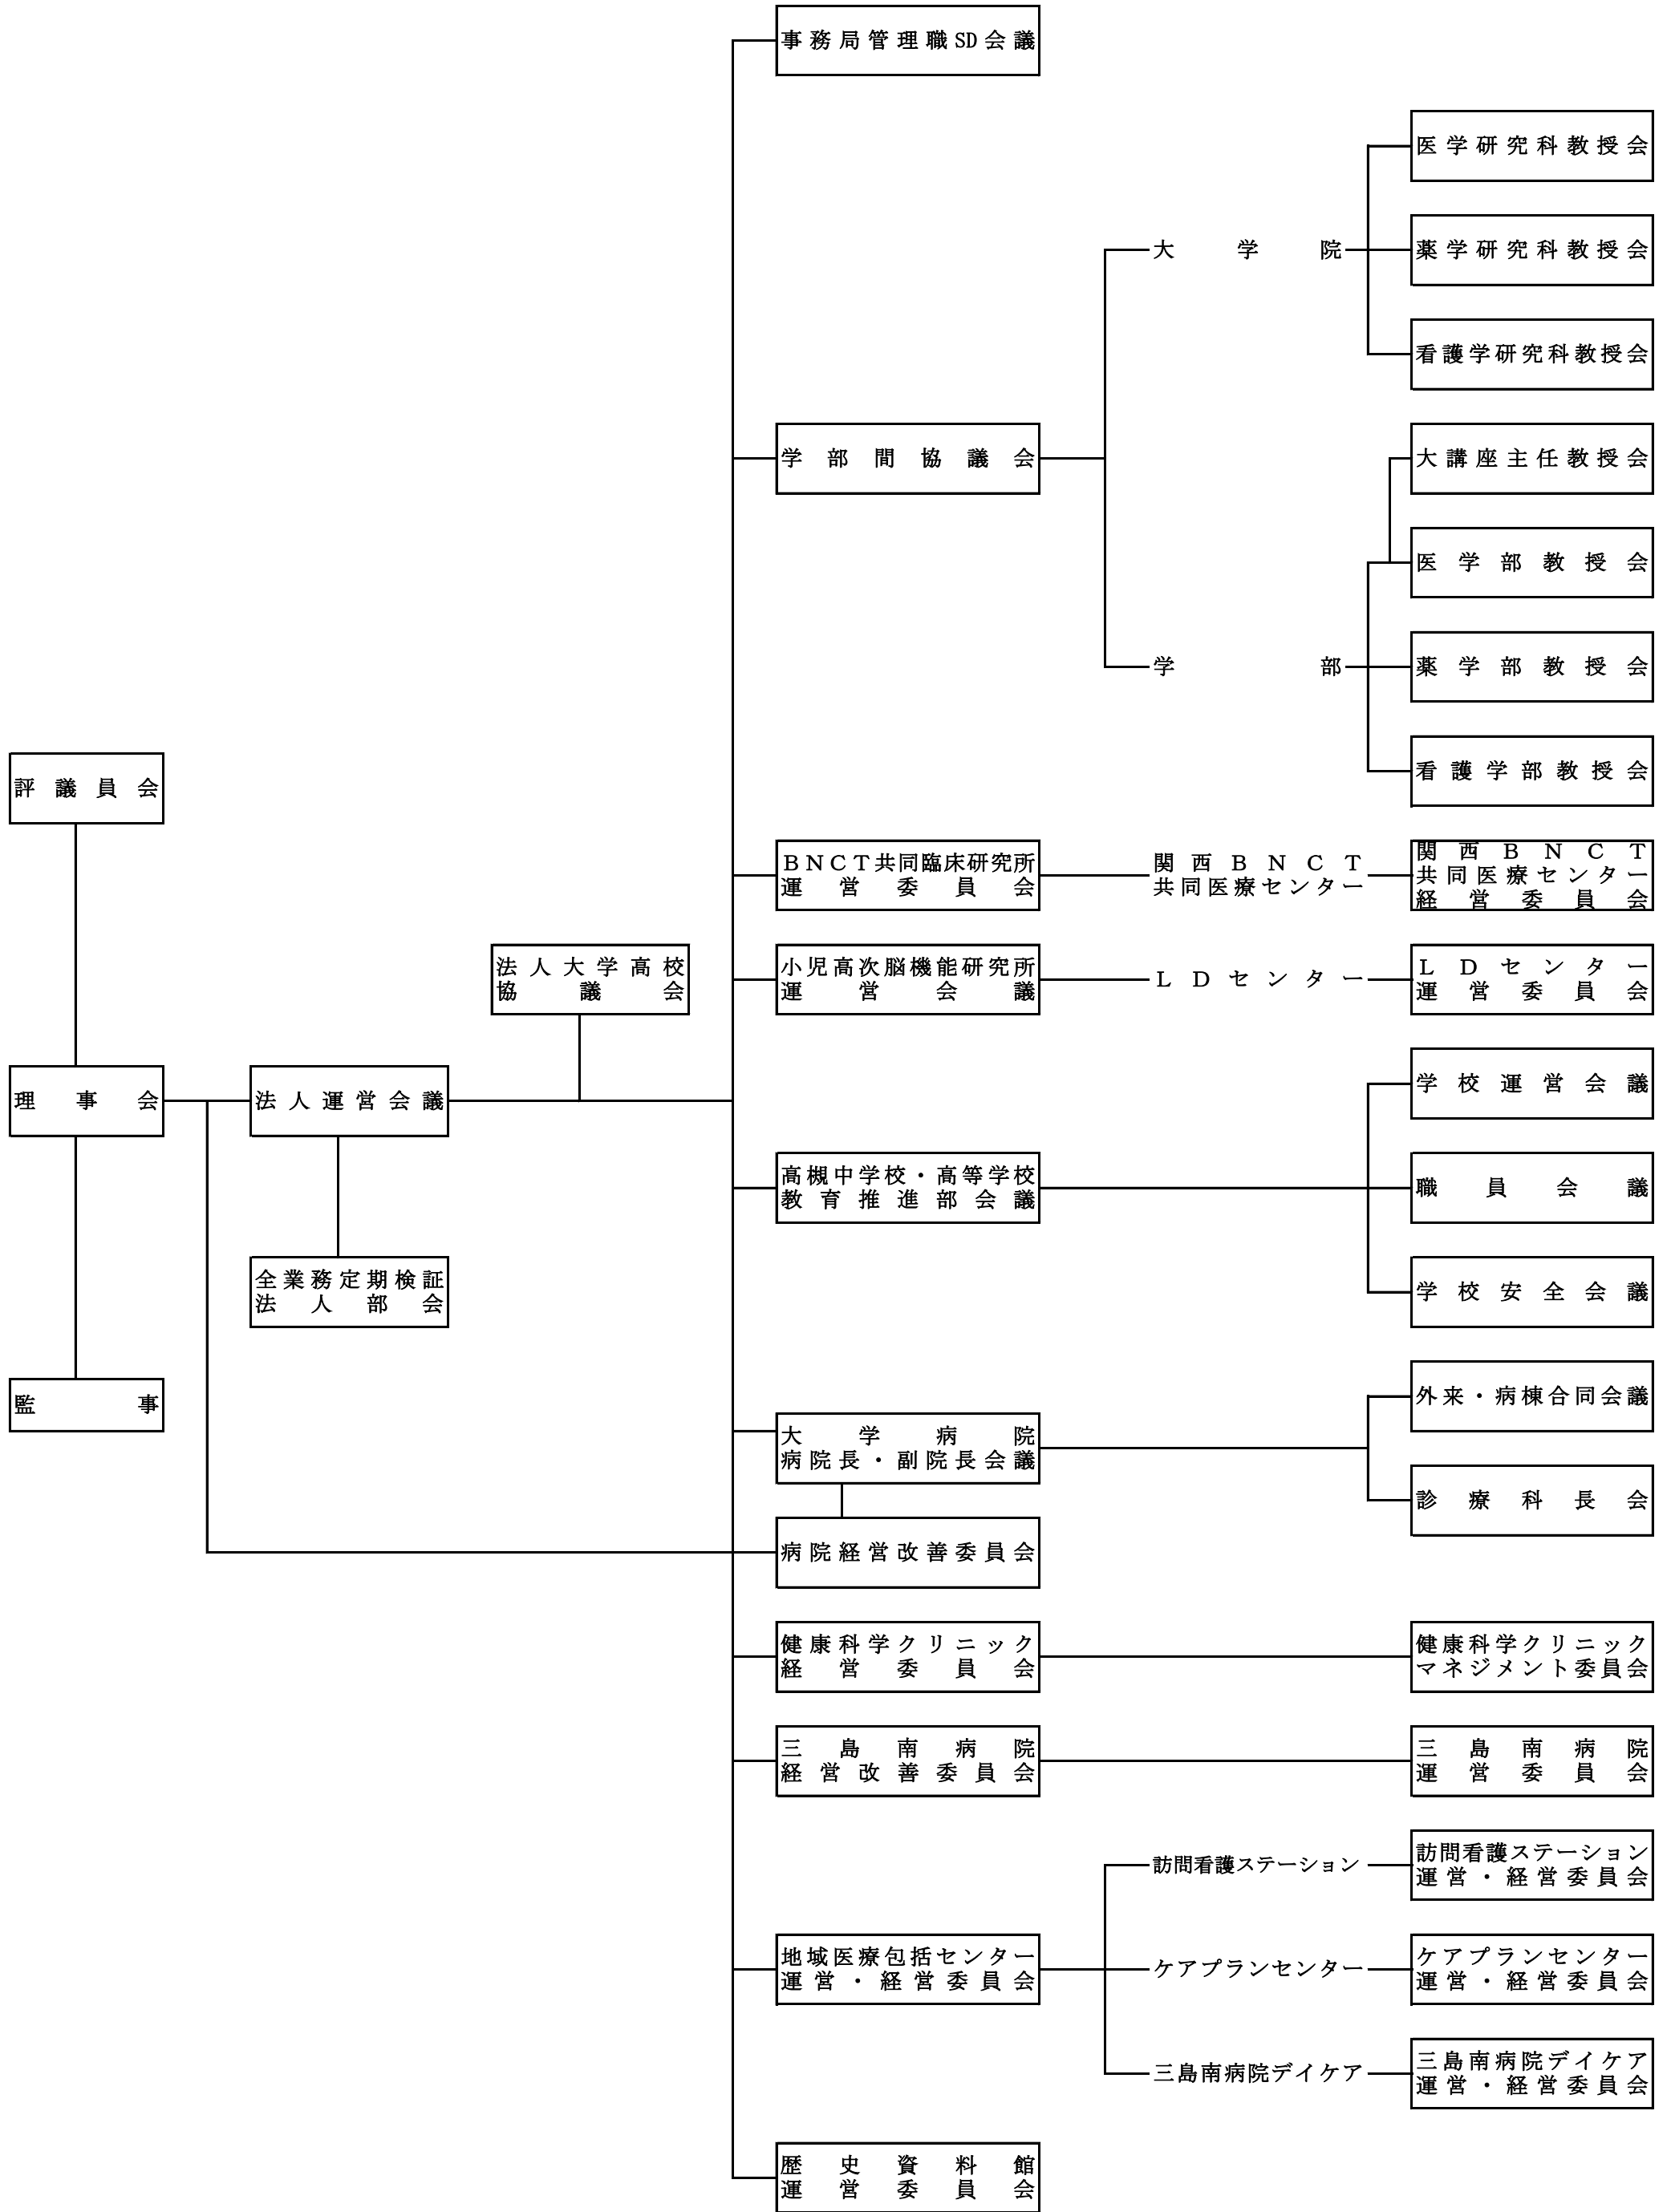 事務局管理職SD会議
医学研究科教授会
大学院
薬学研究科教授会
看護学研究科教授会
学部間協議会
大講座主任教授会
医学部教授会
学部
薬学部教授会
看護学部教授会
評議員会
BNCT共同臨床研究所
運営委員会
関西BNCT
共同医療センター
関西BNCT
共同医療センター
経営委員会
法人大学高校
協議会
小児高次脳機能研究所
運営会議
LDセンター
LDセンター
運営委員会
理事会
法人運営会議
学校運営会議
高槻中学校・高等学校
教育推進部会議
職員会議
全業務定期検証
法人部会
学校安全会議
監事
外来・病棟合同会議
大学病院
病院長・副院長会議
診療科長会
病院経営改善委員会
健康科学クリニック
経営委員会
健康科学クリニック
マネジメント委員会
三島南病院
経営改善委員会
三島南病院
運営委員会
訪問看護ステーション
訪問看護ステーション
運営・経営委員会
地域医療包括センター
運営・経営委員会
ケアプランセンター
ケアプランセンター
運営・経営委員会
三島南病院デイケア
三島南病院デイケア
運営・経営委員会
歴史資料館
運営委員会